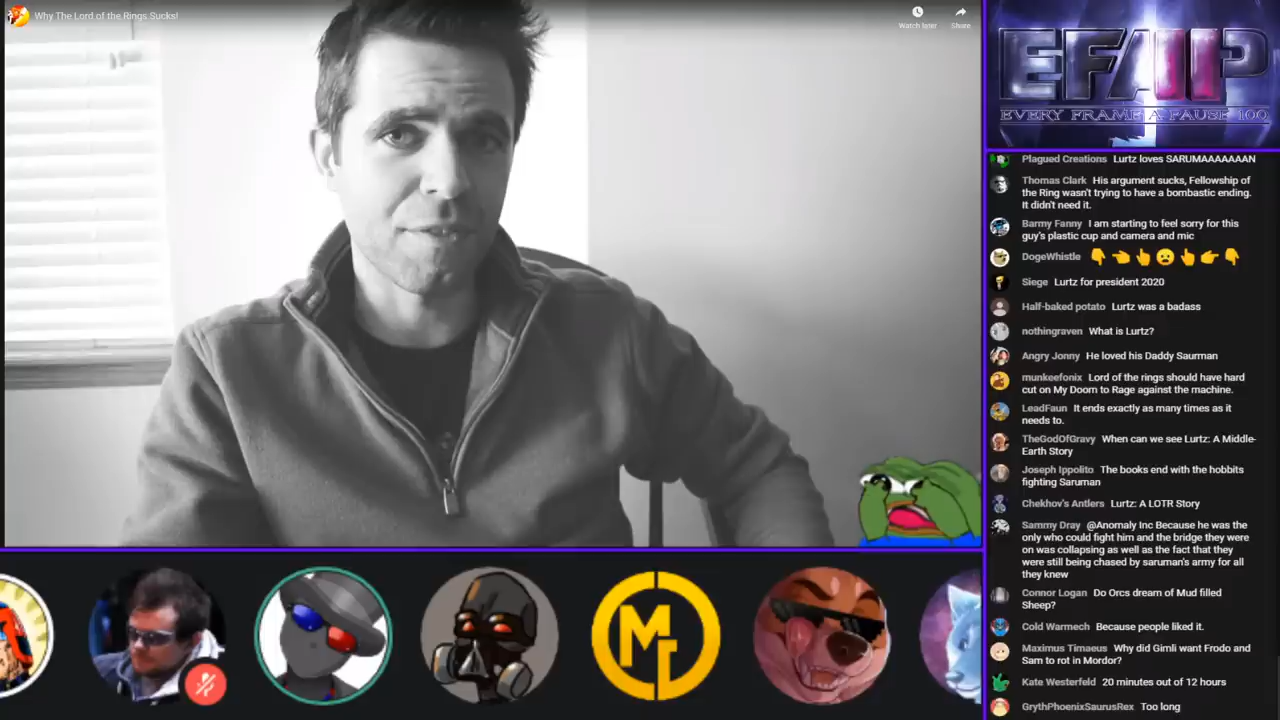 Why The Lord of the Rings Sucks!
Watch later
Share
EFAP
EVERY FRAME A PAUSE 100
Plagued Creations Lurtz loves SARUMAAAAAAAN
Thomas Clark His argument sucks, Fellowship of
the Ring wasn't trying to have a bombastic ending.
It didn't need it.
Barmy Fanny I am starting to feel sorry for this
guy's plastic cup and camera and mic
DogeWhistle 👇👈👆😦👆👉👇
Siege Lurtz for president 2020
Half-baked potato Lurtz was a badass
nothingraven What is Lurtz?
Angry Jonny He loved his Daddy Saurman
munkeefonix Lord of the rings should have hard
cut on My Doom to Rage against the machine.
LeadFaun It ends exactly as many times as it
needs to.
TheGodOfGravy When can we see Lurtz: A Middle-
Earth Story
Joseph Ippolito The books end with the hobbits
fighting Saruman
Chekhov's Antlers Lurtz: A LOTR Story
Sammy Dray @Anomaly Inc Because he was the
only who could fight him and the bridge they were
on was collapsing as well as the fact that they
were still being chased by saruman's army for all
they knew
Connor Logan Do Orcs dream of Mud filled
Sheep?
Cold Warmech Because people liked it.
Maximus Timaeus Why did Gimli want Frodo and
Sam to rot in Mordor?
Kate Westerfeld 20 minutes out of 12 hours
GrythPhoenixSaurusRex Too long